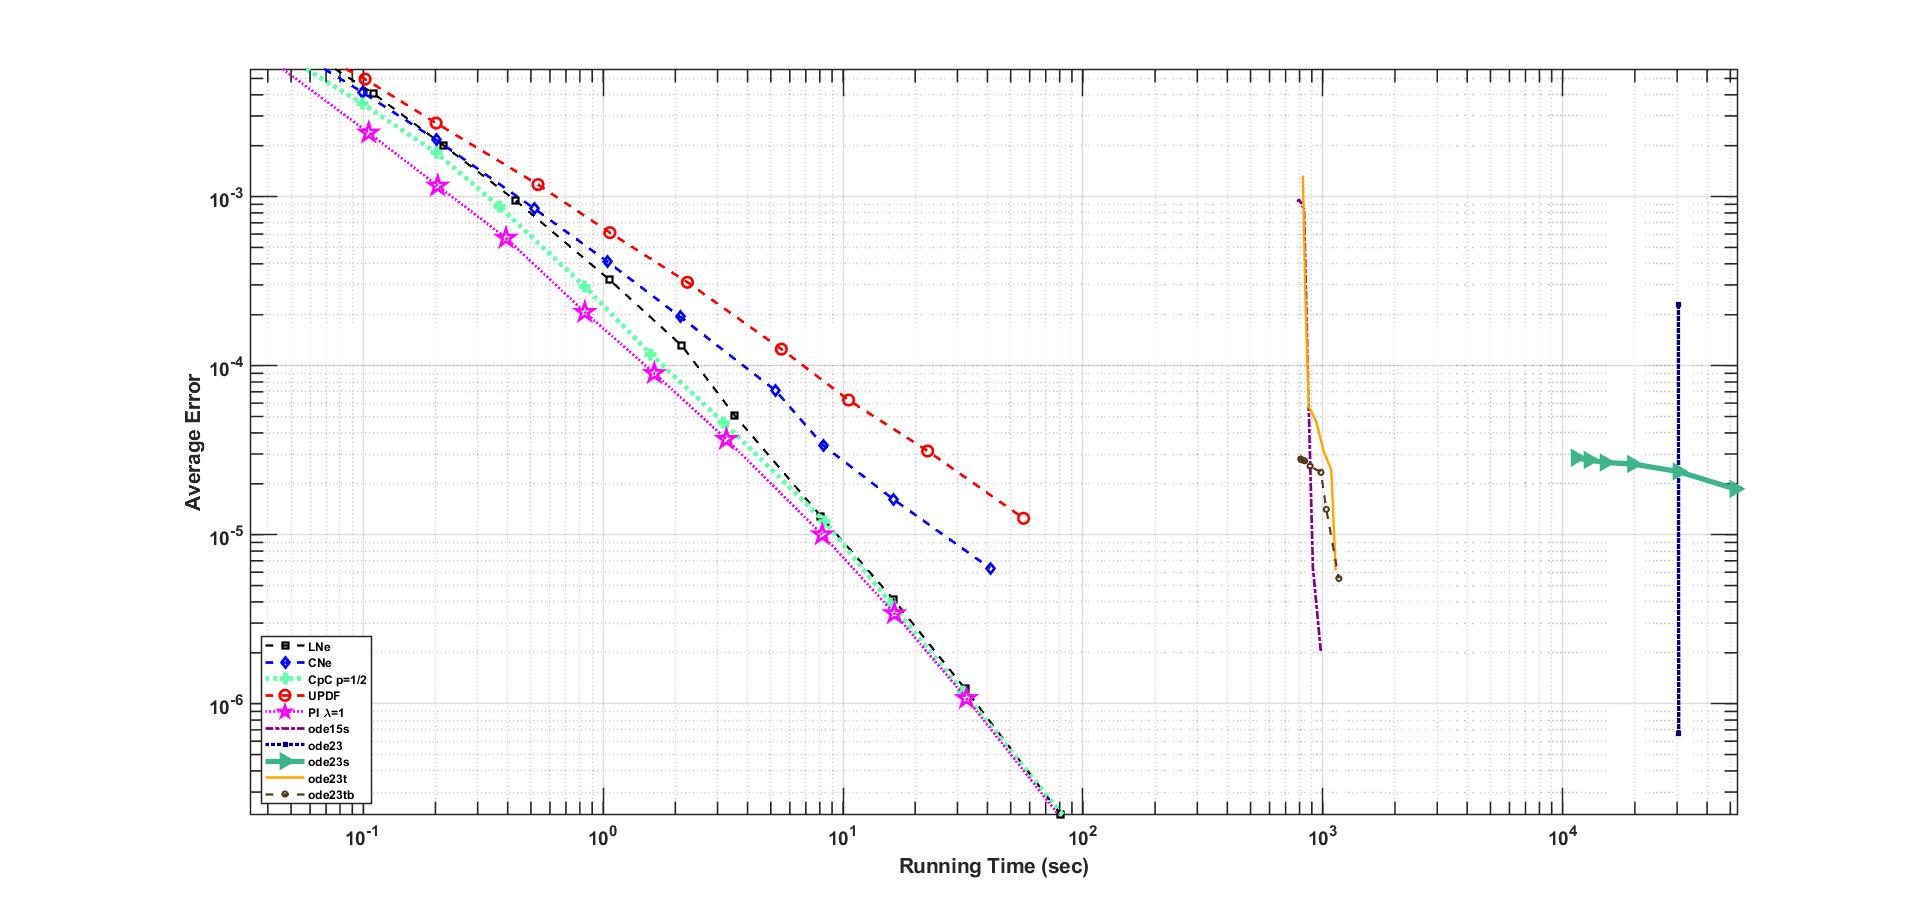 Average Error
10^-3
10^-4
10^-5
10^-6
LNe
CNe
CpC p=1/2
UPDF
PI λ=1
ode15s
ode23
ode23s
ode23t
ode23tb
10^-1
10^0
10^1
10^2
10^3
10^4
Running Time (sec)